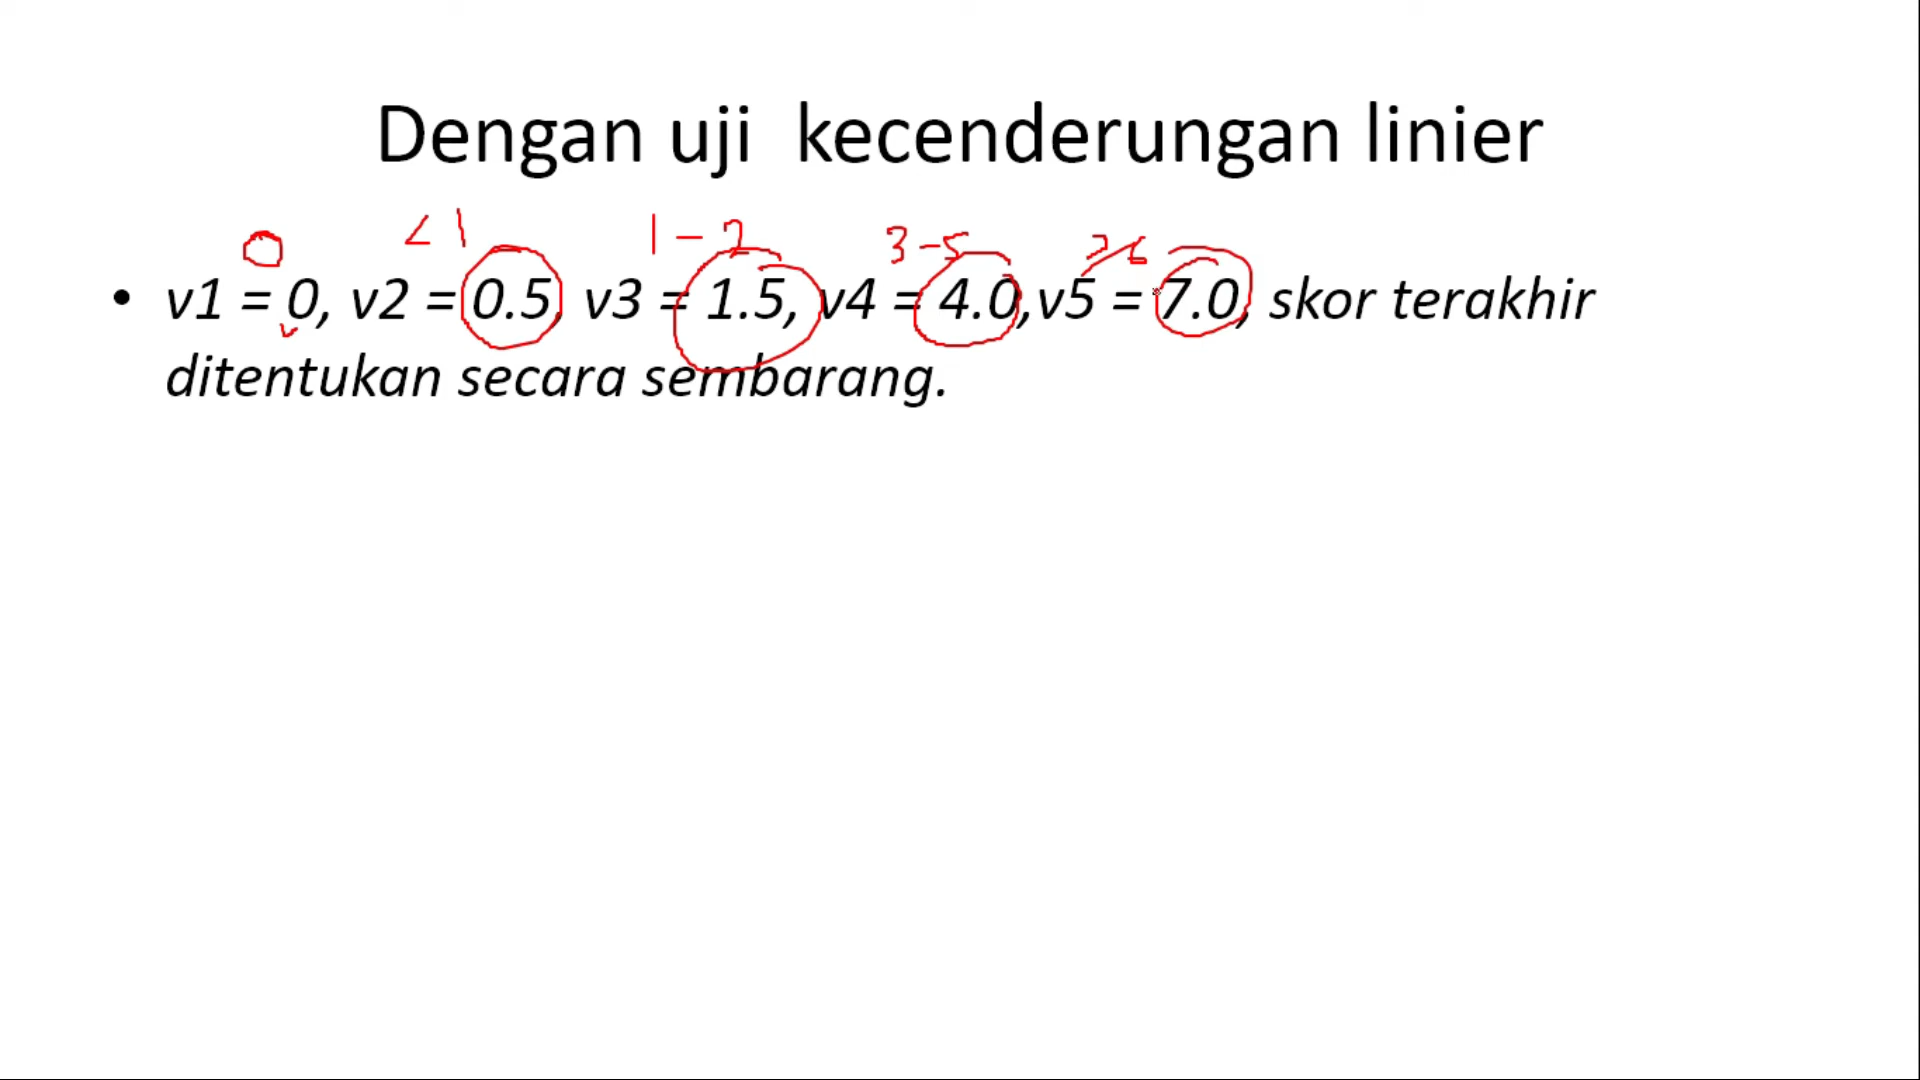 Dengan uji kecenderungan linier
0 < 1 1 - 2 3 - 5 ≥ 6
• v1 = 0, v2 = 0.5, v3 = 1.5, v4 = 4.0,v5 = 7.0, skor terakhir
ditentukan secara sembarang.